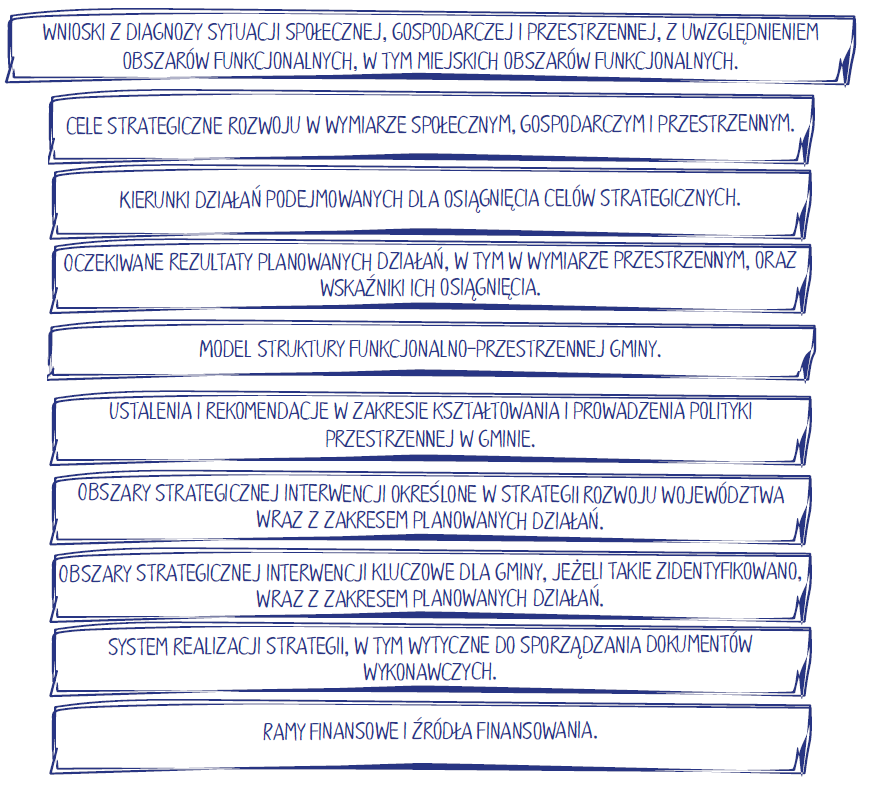 WNIOSKI Z DIAGNOZY SYTUACJI SPOŁECZNEJ, GOSPODARCZEJ I PRZESTRZENNEJ, Z UWZGLĘDNIENIEM
OBSZARÓW FUNKCJONALNYCH, W TYM MIEJSKICH OBSZARÓW FUNKCJONALNYCH.
CELE STRATEGICZNE ROZWOJU W WYMIARZE SPOŁECZNYM, GOSPODARCZYM I PRZESTRZENNYM.
KIERUNKI DZIAŁAŃ PODEJMOWANYCH DLA OSIĄGNIĘCIA CELÓW STRATEGICZNYCH.
OCZEKIWANE REZULTATY PLANOWANYCH DZIAŁAŃ, W TYM W WYMIARZE PRZESTRZENNYM, ORAZ
WSKAŹNIKI ICH OSIĄGNIĘCIA.
MODEL STRUKTURY FUNKCJONALNO-PRZESTRZENNEJ GMINY.
USTALENIA I REKOMENDACJE W ZAKRESIE KSZTAŁTOWANIA I PROWADZENIA POLITYKI
PRZESTRZENNEJ W GMINIE.
OBSZARY STRATEGICZNEJ INTERWENCJI OKREŚLONE W STRATEGII ROZWOJU WOJEWÓDZTWA
WRAZ Z ZAKRESEM PLANOWANYCH DZIAŁAŃ.
OBSZARY STRATEGICZNEJ INTERWENCJI KLUCZOWE DLA GMINY, JEŻELI TAKIE ZIDENTYFIKOWANO,
WRAZ Z ZAKRESEM PLANOWANYCH DZIAŁAŃ.
SYSTEM REALIZACJI STRATEGII, W TYM WYTYCZNE DO SPORZĄDZANIA DOKUMENTÓW
WYKONAWCZYCH.
RAMY FINANSOWE I ŹRÓDŁA FINANSOWANIA.